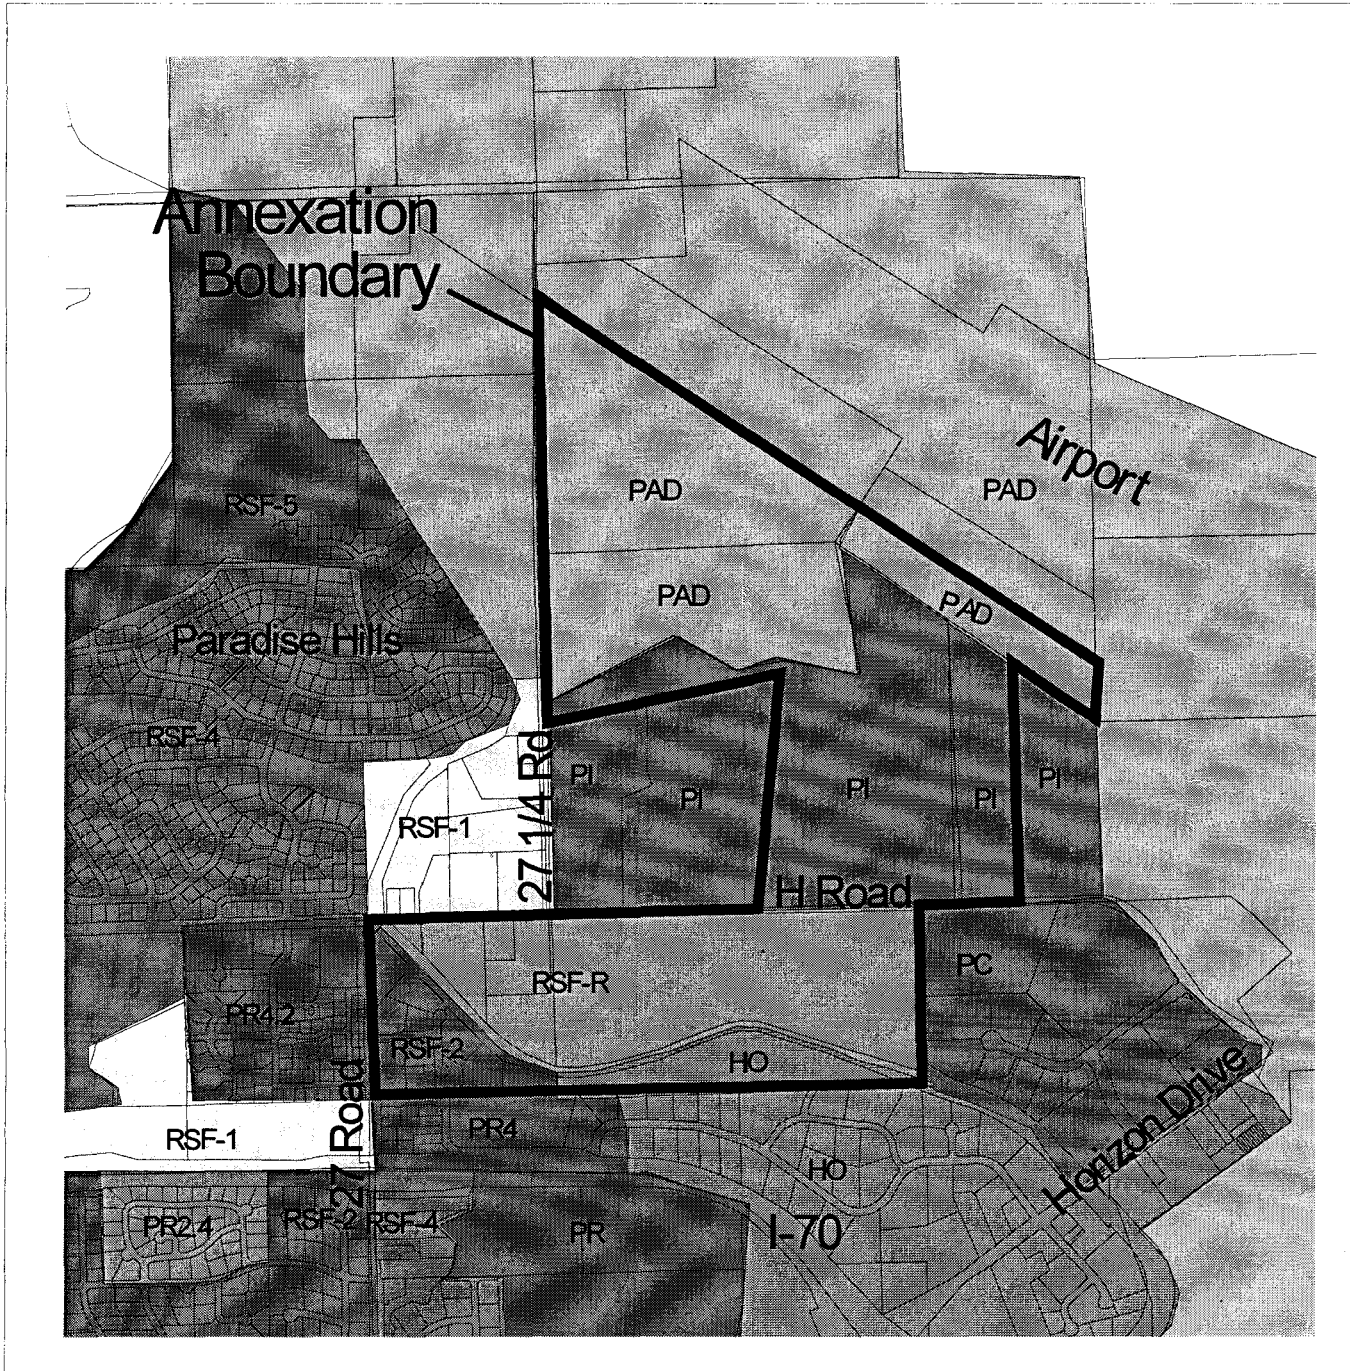 Annexation
Boundary
Airport
PAD
PAD
RSF-5
PAD
PAD
Paradise Hills
RSF-4
27 1/4 Rd
PI
PI
PI
PI
PI
RSF-1
H Road
PC
RSF-R
PR4.2
RSF-2
HO
27 Road
Horizon Drive
PR4
RSF-1
HO
PR2.4
RSF-2
RSF-4
PR
I-70